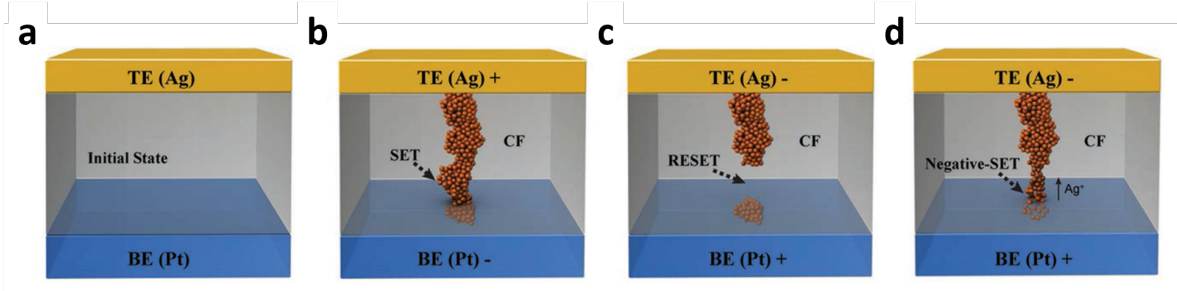 a
TE (Ag)
Initial State
BE (Pt)
b
TE (Ag) +
CF
SET
BE (Pt) -
c
TE (Ag) -
CF
RESET
BE (Pt) +
d
TE (Ag) -
CF
Negative-SET
Ag⁺
BE (Pt) +